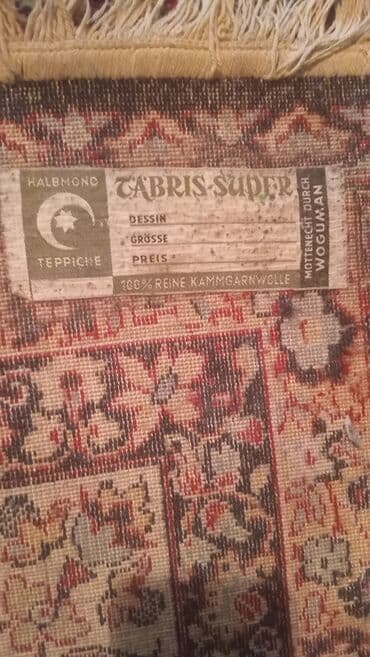 HALBMOND
TEPPICHE
TABRIS-SUPER
DESSIN
GRÖSSE
PREIS
100% REINE KAMMGARNWOLLE
MOTTENECHT DURCH
WOGUMAN